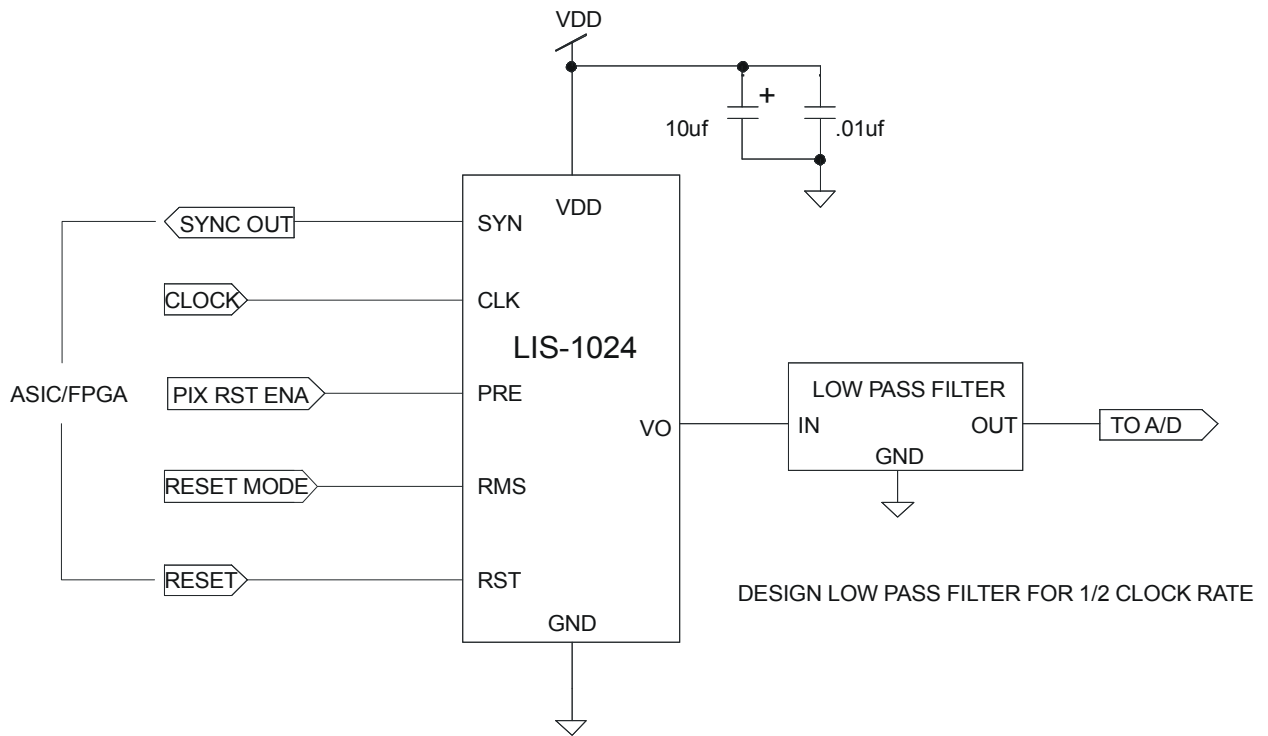 VDD
+
10uf
.01uf
VDD
SYNC OUT
SYN
CLOCK
CLK
LIS-1024
ASIC/FPGA
PIX RST ENA
PRE
LOW PASS FILTER
VO
IN
OUT
TO A/D
GND
RESET MODE
RMS
RESET
RST
DESIGN LOW PASS FILTER FOR 1/2 CLOCK RATE
GND